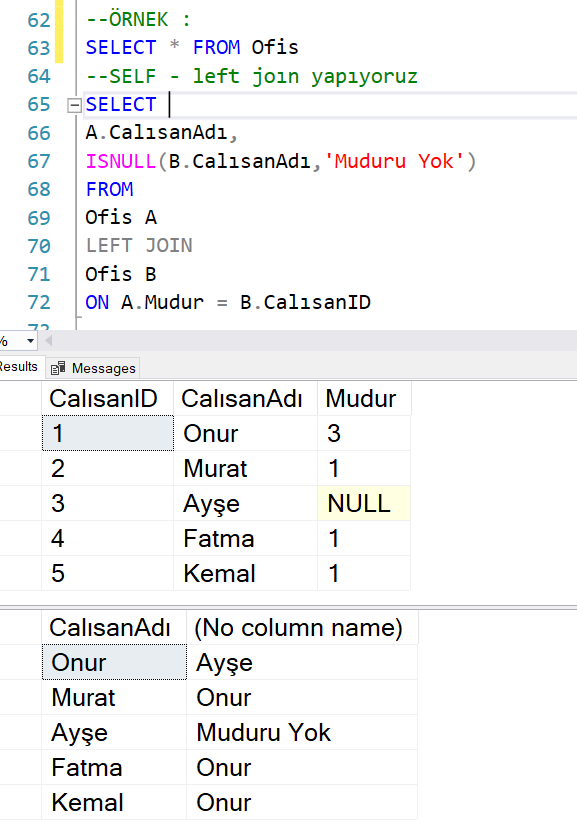 62 --ÖRNEK :
63 SELECT * FROM Ofis
64 --SELF - left joın yapıyoruz
65 SELECT
66 A.CalısanAdı,
67 ISNULL(B.CalısanAdı,'Muduru Yok')
68 FROM
69 Ofis A
70 LEFT JOIN
71 Ofis B
72 ON A.Mudur = B.CalısanID
%
Results Messages
CalısanID CalısanAdı Mudur
1 Onur 3
2 Murat 1
3 Ayşe NULL
4 Fatma 1
5 Kemal 1
CalısanAdı (No column name)
Onur Ayşe
Murat Onur
Ayşe Muduru Yok
Fatma Onur
Kemal Onur